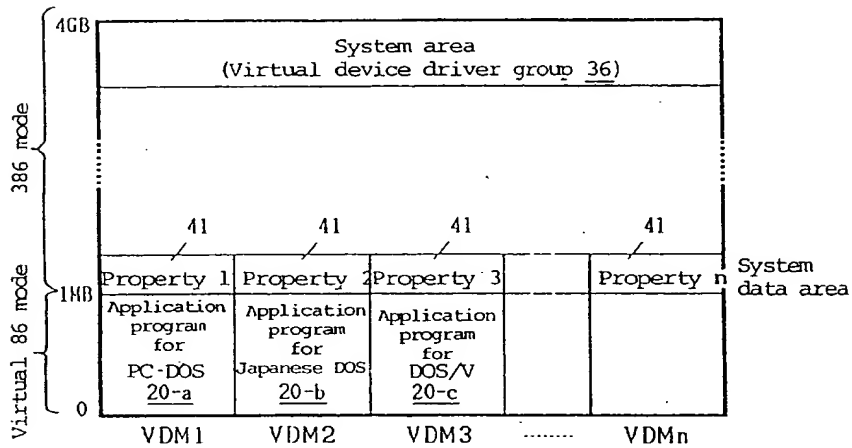 4GB
System area
(Virtual device driver group 36)
386 mode
41 41 41 41
Property 1 Property 2 Property 3 Property n
System
data area
1MB
Virtual 86 mode
Application
program
for
PC-DOS
20-a
Application
program
for
Japanese DOS
20-b
Application
program
for
DOS/V
20-c
0
VDM1 VDM2 VDM3 ........ VDMn